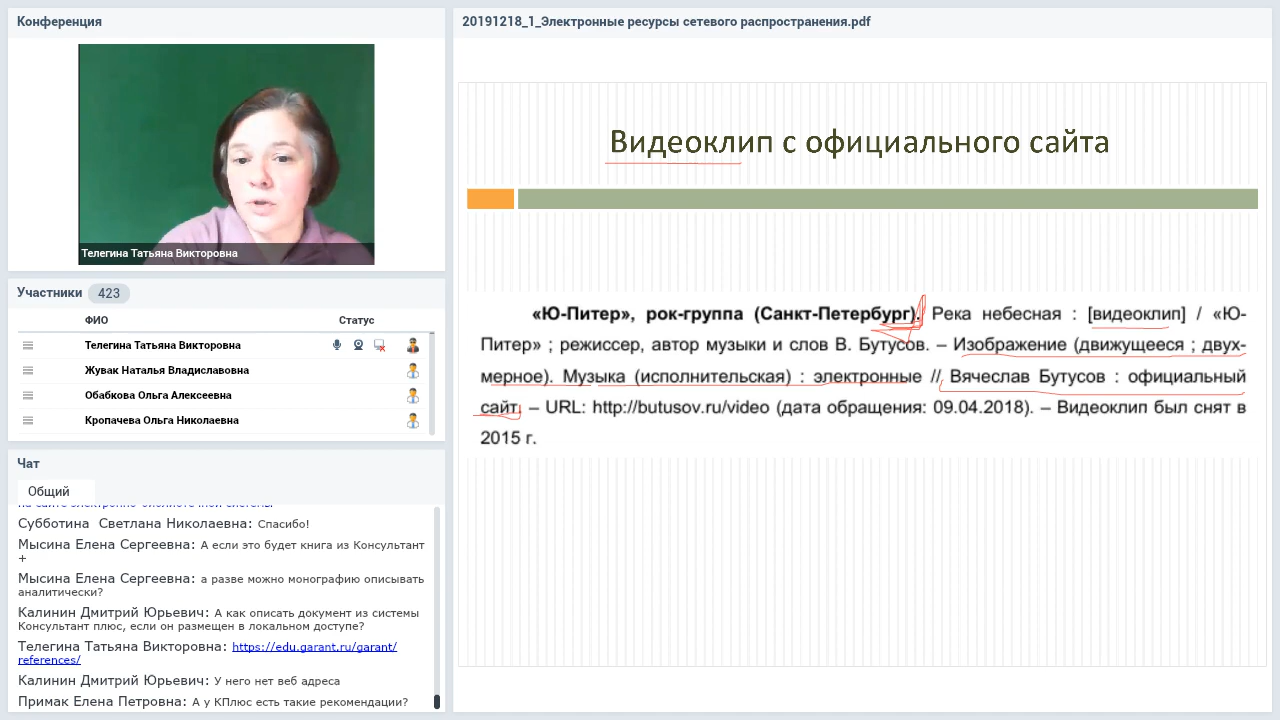 Конференция
Телегина Татьяна Викторовна
Участники 423
ФИО Статус
Телегина Татьяна Викторовна
Жувак Наталья Владиславовна
Обабкова Ольга Алексеевна
Кропачева Ольга Николаевна
Чат
Общий
на сайте электронно-библиотечной системы
Субботина Светлана Николаевна: Спасибо!
Мысина Елена Сергеевна: А если это будет книга из Консультант
+
Мысина Елена Сергеевна: а разве можно монографию описывать
аналитически?
Калинин Дмитрий Юрьевич: А как описать документ из системы
Консультант плюс, если он размещен в локальном доступе?
Телегина Татьяна Викторовна: https://edu.garant.ru/garant/
references/
Калинин Дмитрий Юрьевич: У него нет веб адреса
Примак Елена Петровна: А у КПлюс есть такие рекомендации?
20191218_1_Электронные ресурсы сетевого распространения.pdf
Видеоклип с официального сайта
«Ю-Питер», рок-группа (Санкт-Петербург). Река небесная : [видеоклип] / «Ю-
Питер» ; режиссер, автор музыки и слов В. Бутусов. – Изображение (движущееся ; двух-
мерное). Музыка (исполнительская) : электронные // Вячеслав Бутусов : официальный
сайт. – URL: http://butusov.ru/video (дата обращения: 09.04.2018). – Видеоклип был снят в
2015 г.